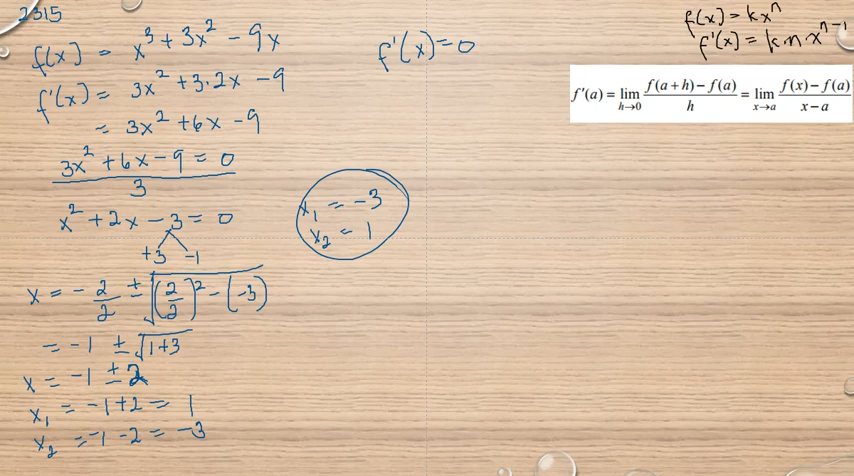 2315
f(x) = x³ + 3x² - 9x
f'(x) = 3x² + 3·2x - 9
= 3x² + 6x - 9
3x² + 6x - 9 = 0
3
x² + 2x - 3 = 0
+3 -1
x = - 2/2 ± √((2/2)² - (-3))
= -1 ± √(1+3)
x = -1 ± 2
x₁ = -1+2 = 1
x₂ = -1 - 2 = -3
f'(x) = 0
x₁ = -3
x₂ = 1
f(x) = kxⁿ
f'(x) = k·n·xⁿ⁻¹
f'(a) = lim h→0 (f(a+h) − f(a))/h = lim x→a (f(x) − f(a))/(x − a)